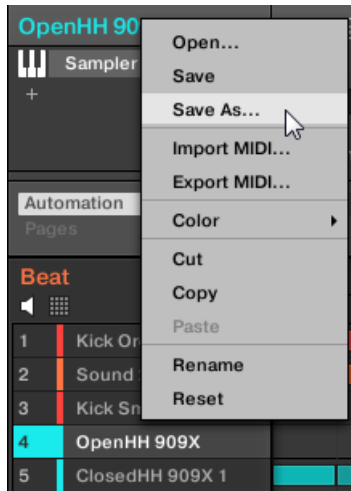 OpenHH 90
Sampler
+
Automation
Pages
Beat
1 Kick Or
2 Sound
3 Kick Sn
4 OpenHH 909X
5 ClosedHH 909X 1
Open...
Save
Save As...
Import MIDI...
Export MIDI...
Color
Cut
Copy
Paste
Rename
Reset